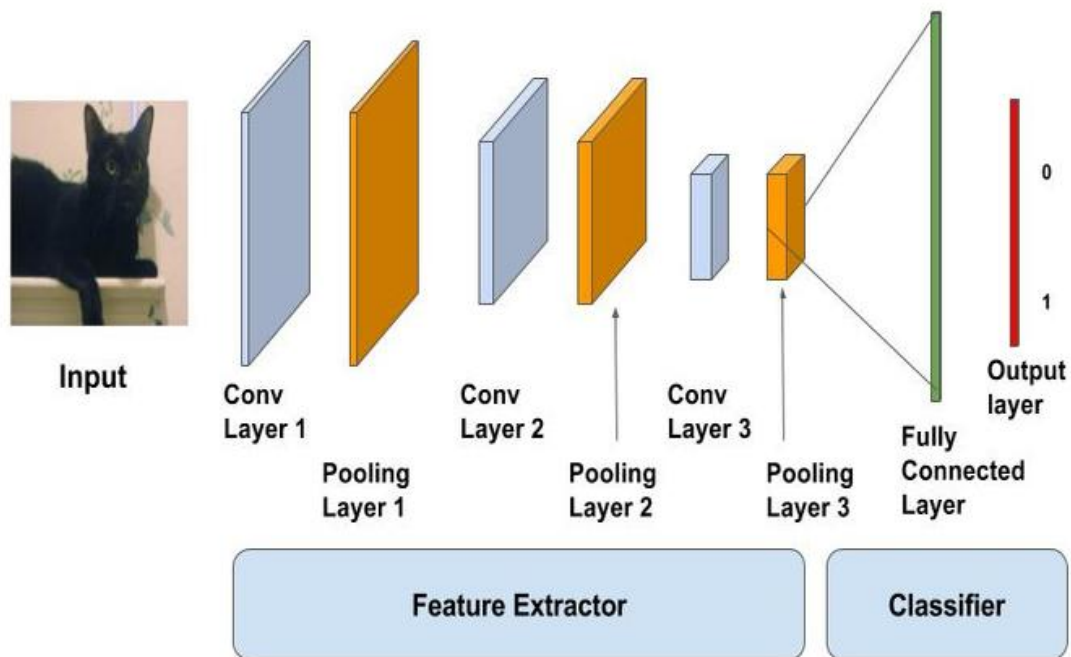 0
1
Input
Output
layer
Conv
Layer 1
Conv
Layer 2
Conv
Layer 3
Fully
Connected
Layer
Pooling
Layer 1
Pooling
Layer 2
Pooling
Layer 3
Feature Extractor
Classifier